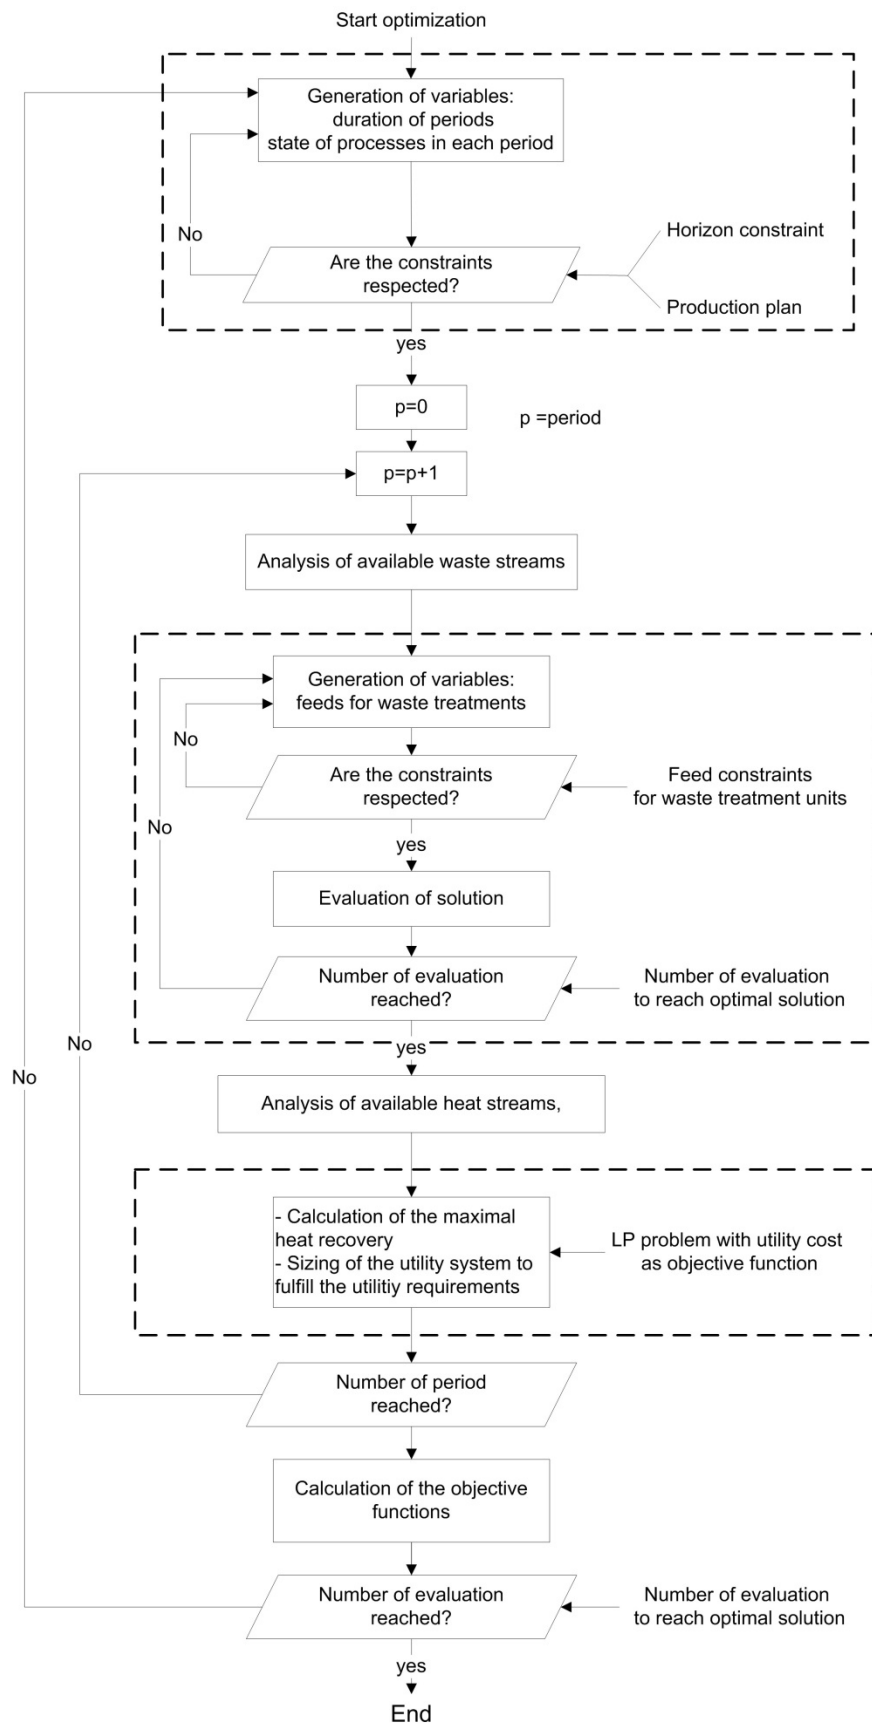 Start optimization
Generation of variables:
duration of periods
state of processes in each period
No
Are the constraints
respected?
Horizon constraint
Production plan
yes
p=0
p =period
p=p+1
Analysis of available waste streams
Generation of variables:
feeds for waste treatments
No
Are the constraints
respected?
Feed constraints
for waste treatment units
No
yes
Evaluation of solution
Number of evaluation
reached?
Number of evaluation
to reach optimal solution
No
yes
No
Analysis of available heat streams,
- Calculation of the maximal
heat recovery
- Sizing of the utility system to
fulfill the utilitiy requirements
LP problem with utility cost
as objective function
Number of period
reached?
Calculation of the objective
functions
Number of evaluation
reached?
Number of evaluation
to reach optimal solution
yes
End